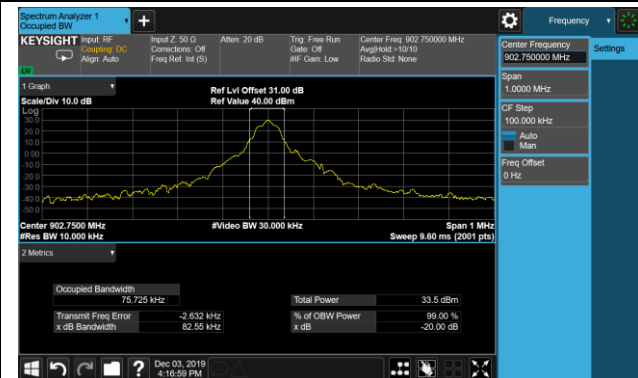 Spectrum Analyzer 1
Occupied BW
+
Frequency
KEYSIGHT
Input: RF
Coupling: DC
Align: Auto
Input Z: 50 Ω
Corrections: Off
Freq Ref: Int (S)
Atten: 20 dB
Trig: Free Run
Gate: Off
#IF Gain: Low
Center Freq: 902.750000 MHz
Avg|Hold:>10/10
Radio Std: None
LXI
Center Frequency
902.750000 MHz
Settings
Span
1.0000 MHz
CF Step
100.000 kHz
Auto
Man
Freq Offset
0 Hz
1 Graph
Scale/Div 10.0 dB
Ref Lvl Offset 31.00 dB
Ref Value 40.00 dBm
Log
30.0
20.0
10.0
0.00
-10.0
-20.0
-30.0
-40.0
-50.0
Center 902.7500 MHz
#Video BW 30.000 kHz
Span 1 MHz
#Res BW 10.000 kHz
Sweep 9.60 ms (2001 pts)
2 Metrics
Occupied Bandwidth
75.725 kHz
Total Power
33.5 dBm
Transmit Freq Error
-2.632 kHz
% of OBW Power
99.00 %
x dB Bandwidth
82.55 kHz
x dB
-20.00 dB
?
Dec 03, 2019
4:16:59 PM